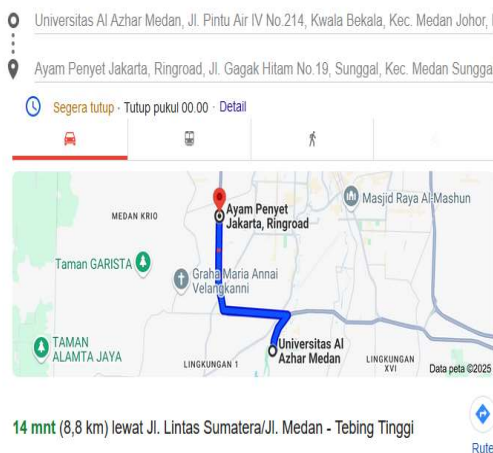 Universitas Al Azhar Medan, Jl. Pintu Air IV No.214, Kwala Bekala, Kec. Medan Johor,
Ayam Penyet Jakarta, Ringroad, Jl. Gagak Hitam No.19, Sunggal, Kec. Medan Sungga
Segera tutup · Tutup pukul 00.00 · Detail
Masjid Raya Al-Mashun
MEDAN KRIO
Ayam Penyet
Jakarta, Ringroad
Taman GARISTA
Graha Maria Annai
Velangkanni
TAMAN
ALAMTA JAYA
LINGKUNGAN 1
Universitas Al
Azhar Medan
LINGKUNGAN
XVI
Data peta ©2025
14 mnt (8,8 km) lewat Jl. Lintas Sumatera/Jl. Medan - Tebing Tinggi
Rute